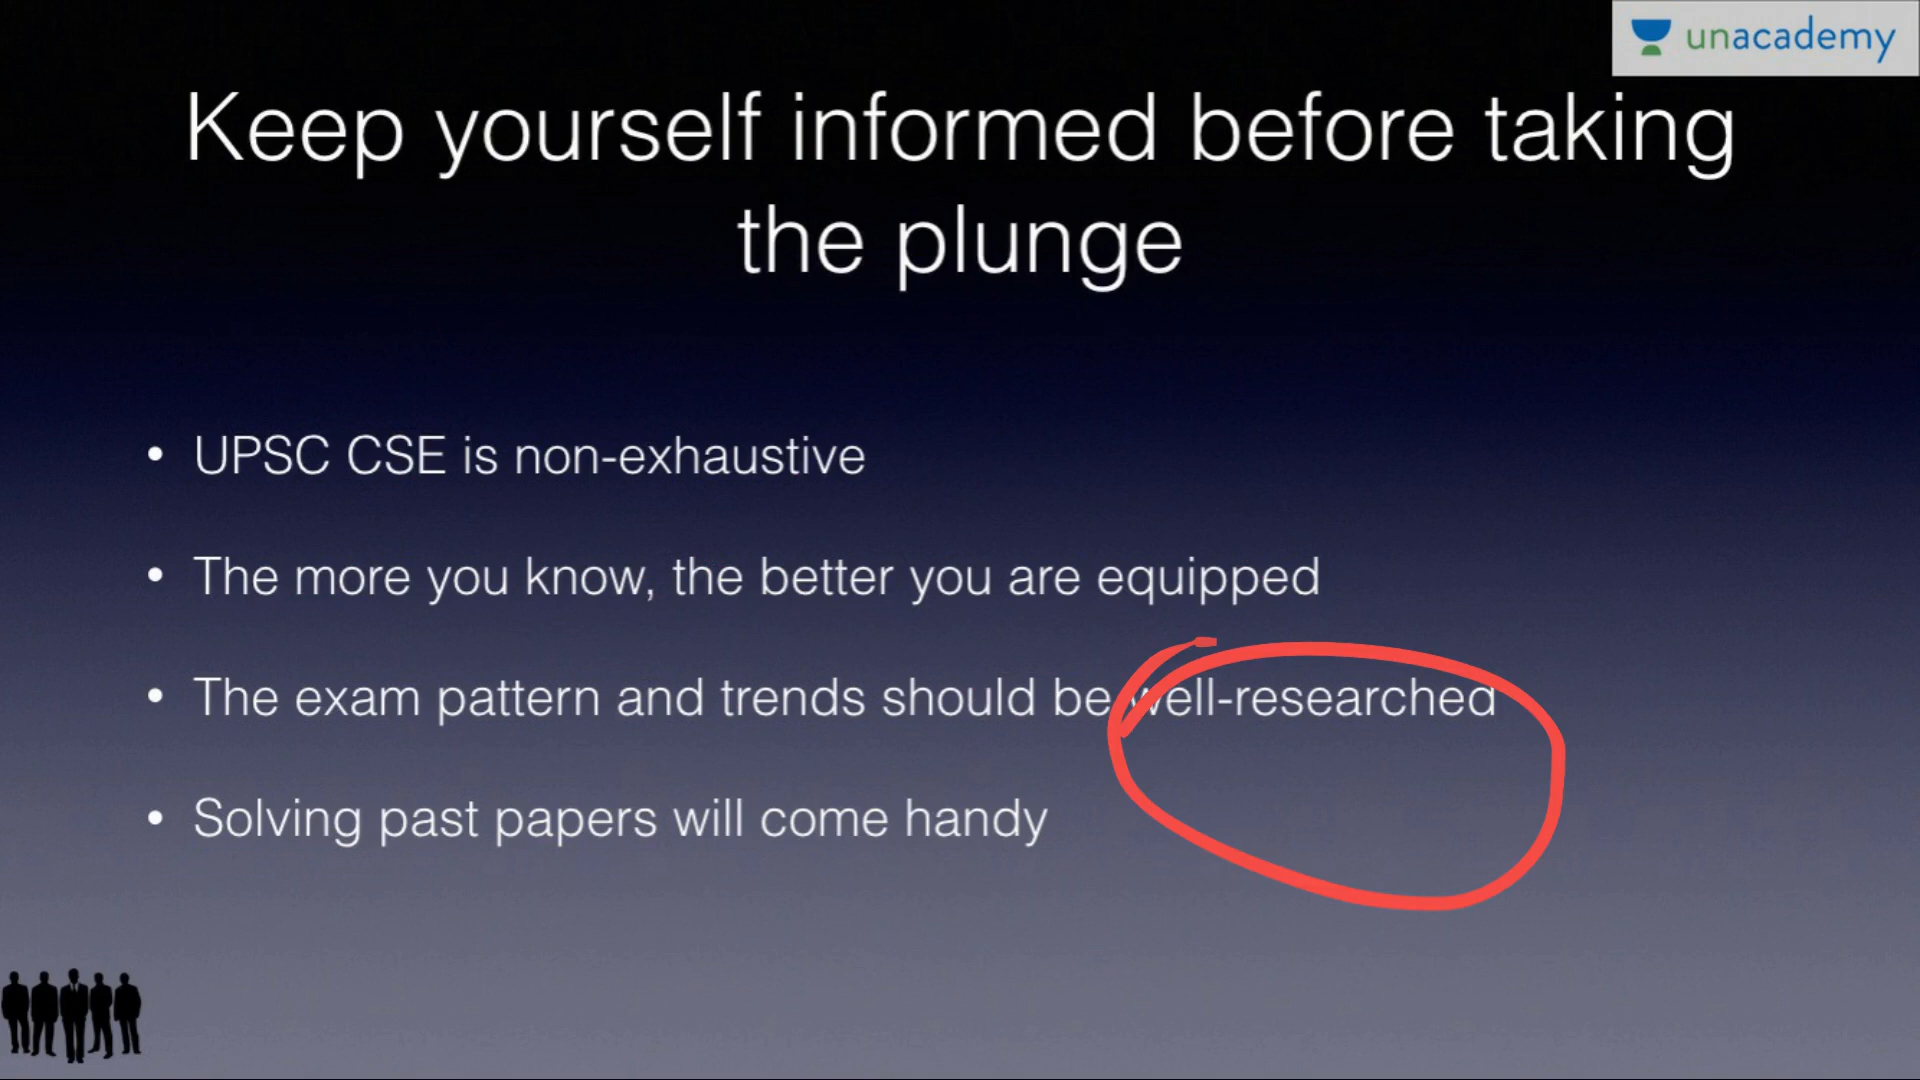 unacademy
Keep yourself informed before taking
the plunge
• UPSC CSE is non-exhaustive
• The more you know, the better you are equipped
• The exam pattern and trends should be well-researched
• Solving past papers will come handy